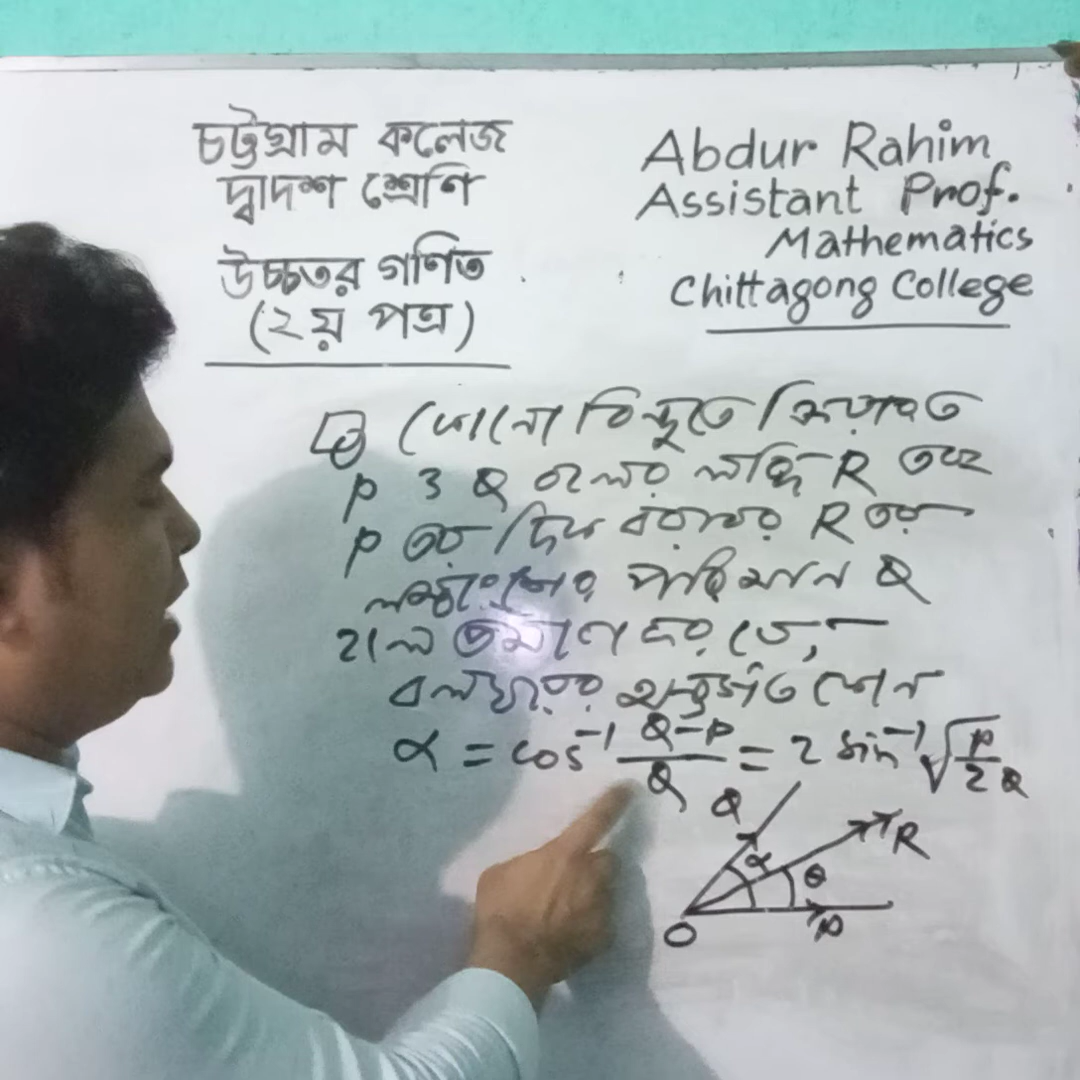 চট্টগ্রাম কলেজ
দ্বাদশ শ্রেণি
উচ্চতর গণিত
(২য় পত্র)
Abdur Rahim
Assistant Prof.
Mathematics
Chittagong College
কোনো বিন্দুতে ক্রিয়ারত
P ও Q বলের লব্ধি R এবং
P এর দিক বরাবর R এর
লম্বাংশের পরিমাণ Q
হলে প্রমাণ কর যে,
বলদ্বয়ের অন্তর্গত কোণ
α = cos⁻¹ Q-P/Q = 2 sin⁻¹ √P/2Q
Q
α
R
θ
O
P